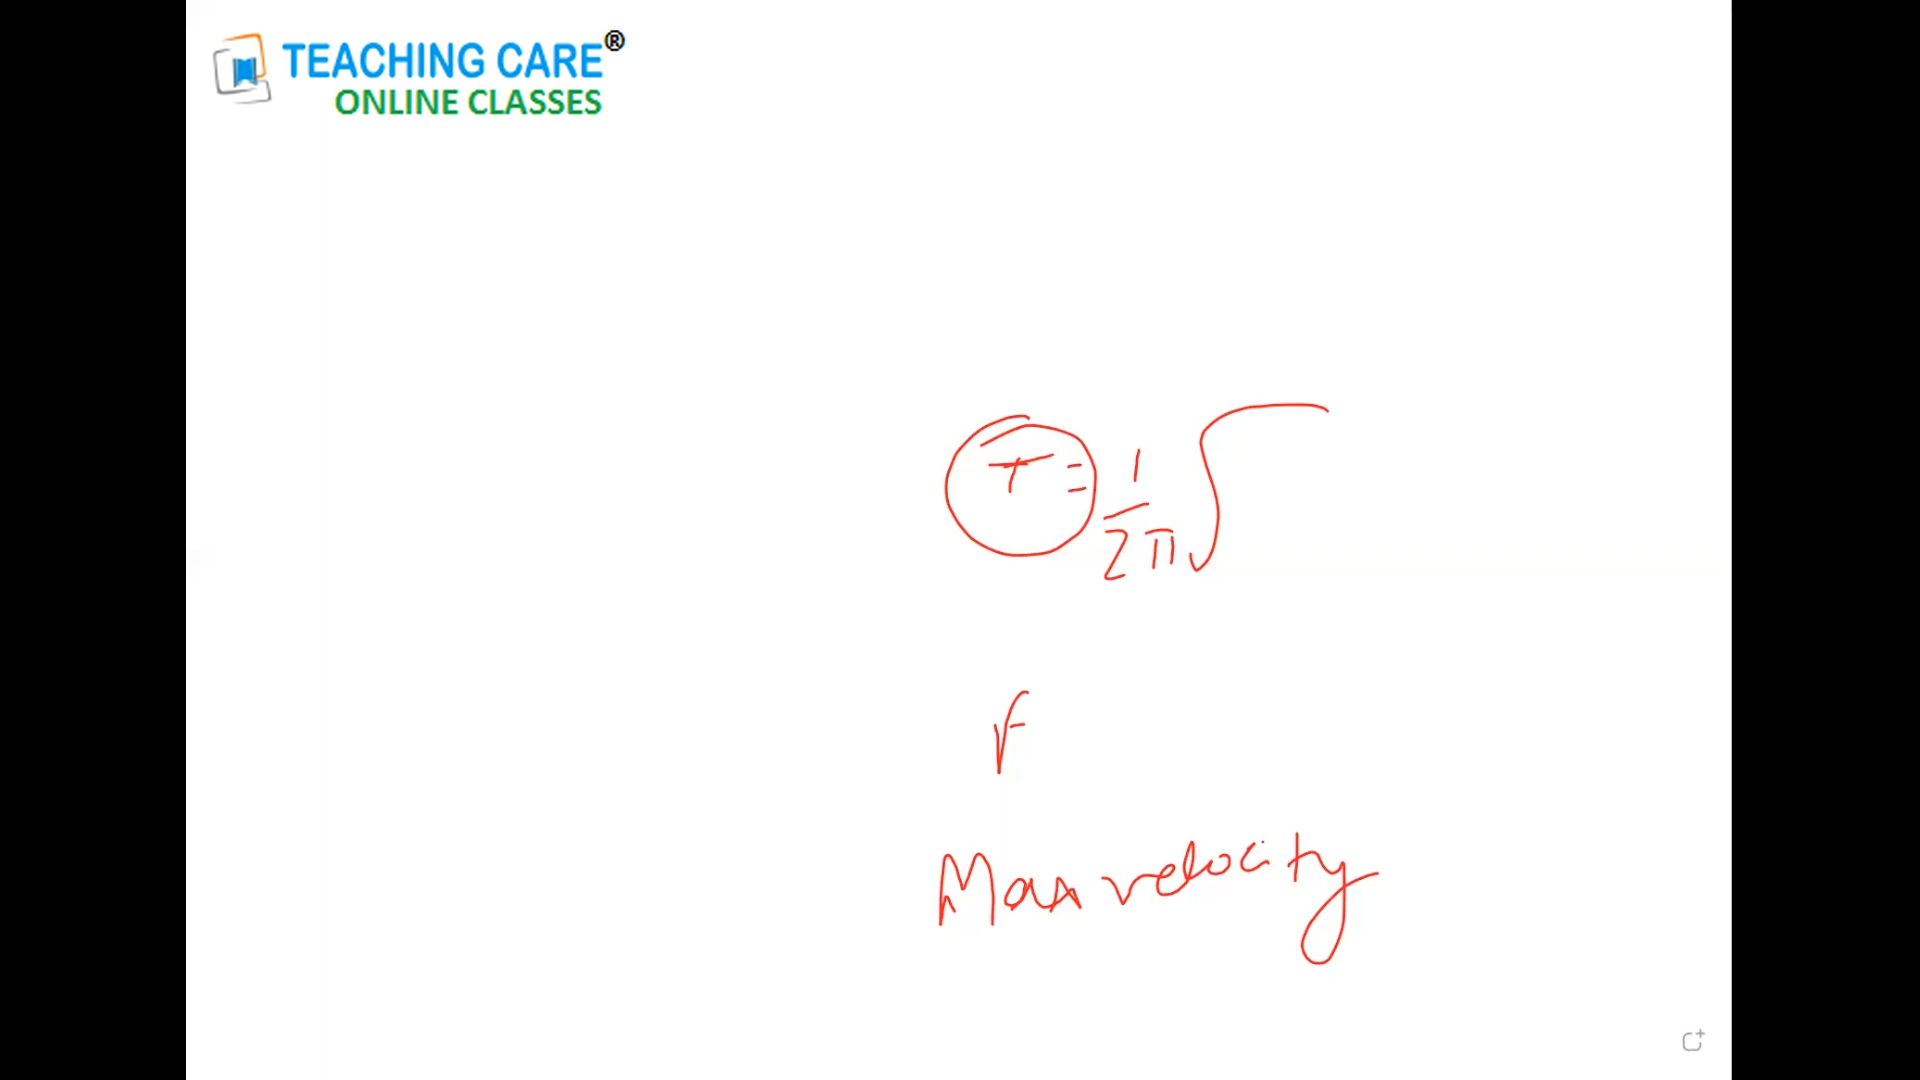 TEACHING CARE®
ONLINE CLASSES
T = 1/2π √
F
Max velocity